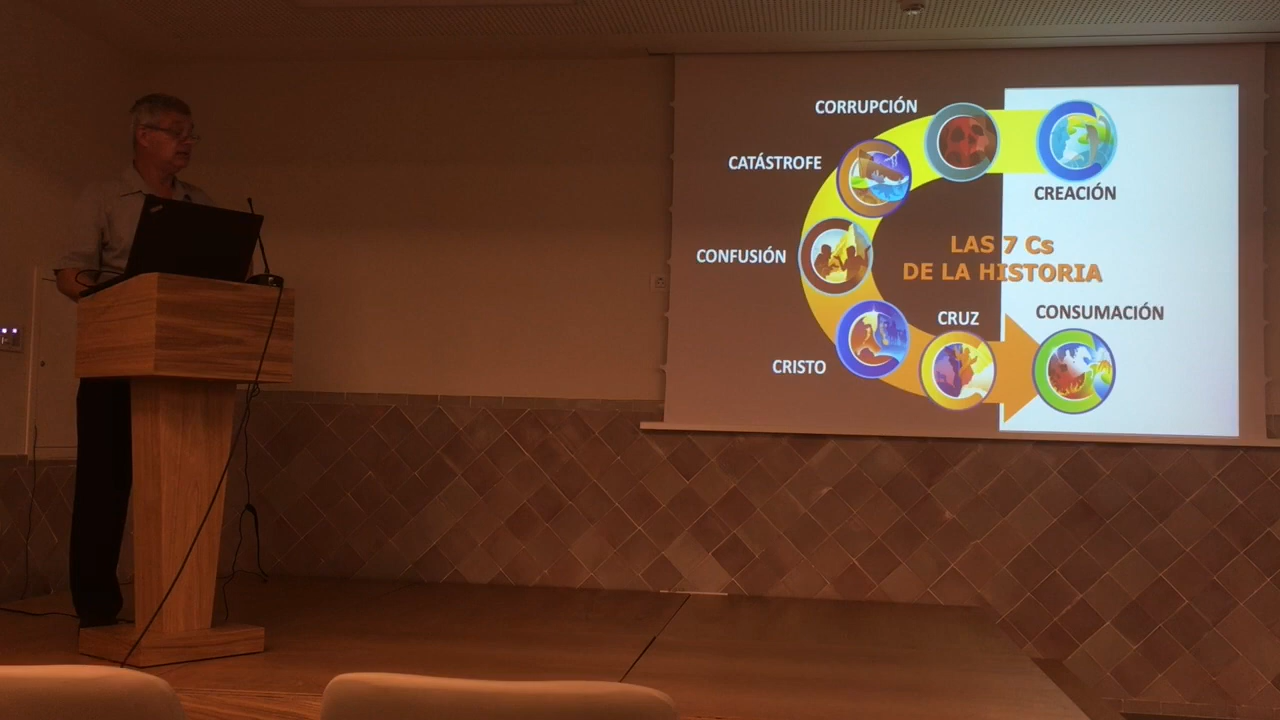 CORRUPCIÓN
CATÁSTROFE
CREACIÓN
CONFUSIÓN
LAS 7 Cs
DE LA HISTORIA
CRUZ
CONSUMACIÓN
CRISTO